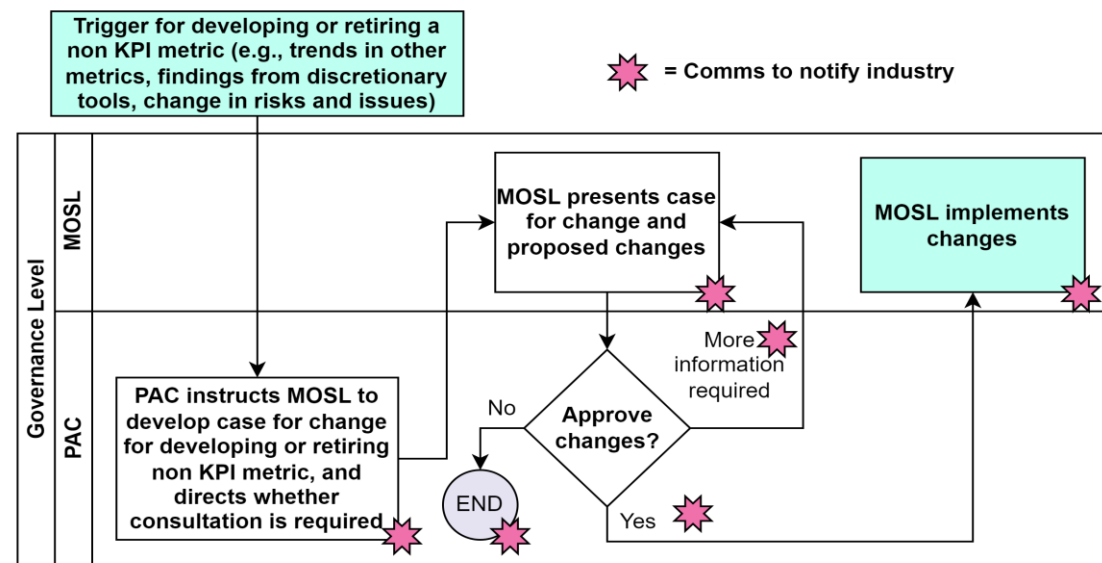 Trigger for developing or retiring a
non KPI metric (e.g., trends in other
metrics, findings from discretionary
tools, change in risks and issues)
= Comms to notify industry
Governance Level
MOSL
MOSL presents case
for change and
proposed changes
MOSL implements
changes
PAC
PAC instructs MOSL to
develop case for change
for developing or retiring
non KPI metric, and
directs whether
consultation is required
No
Approve
changes?
More
information
required
END
Yes